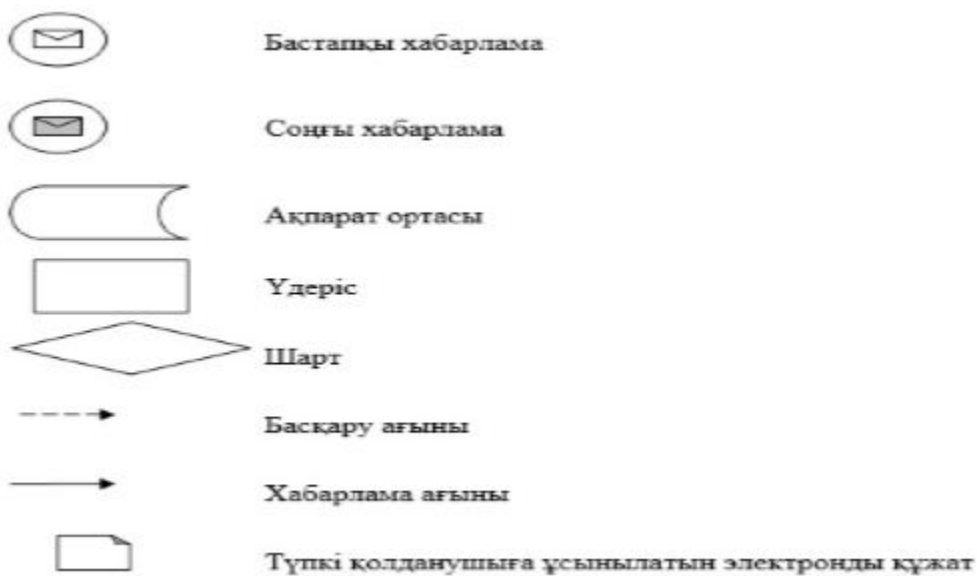 Бастапқы хабарлама
Соңғы хабарлама
Ақпарат ортасы
Үдеріс
Шарт
Басқару ағыны
Хабарлама ағыны
Түпкі қолданушыға ұсынылатын электронды құжат